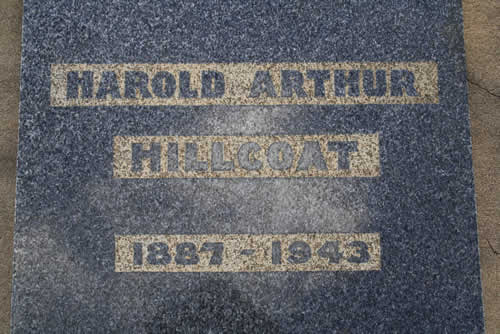 HAROLD ARTHUR
HILLCOAT
1887 - 1943